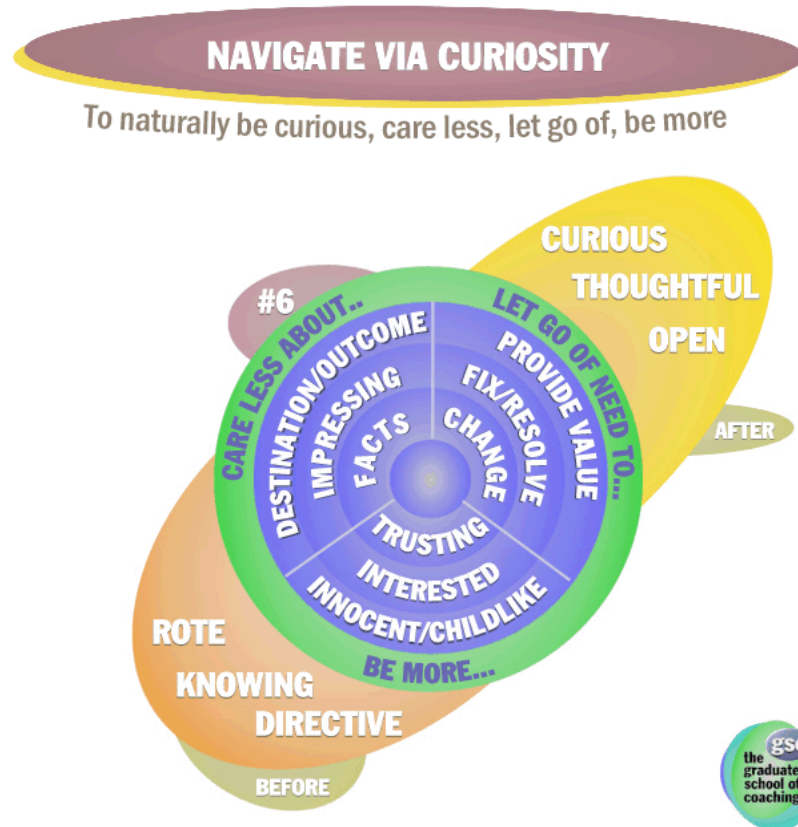 NAVIGATE VIA CURIOSITY
To naturally be curious, care less, let go of, be more
#6
CARE LESS ABOUT..
DESTINATION/OUTCOME
IMPRESSING
FACTS
LET GO OF NEED TO...
PROVIDE VALUE
FIX/RESOLVE
CHANGE
CURIOUS
THOUGHTFUL
OPEN
AFTER
TRUSTING
INTERESTED
INNOCENT/CHILDLIKE
BE MORE...
ROTE
KNOWING
DIRECTIVE
BEFORE
gsc
the
graduate
school of
coaching